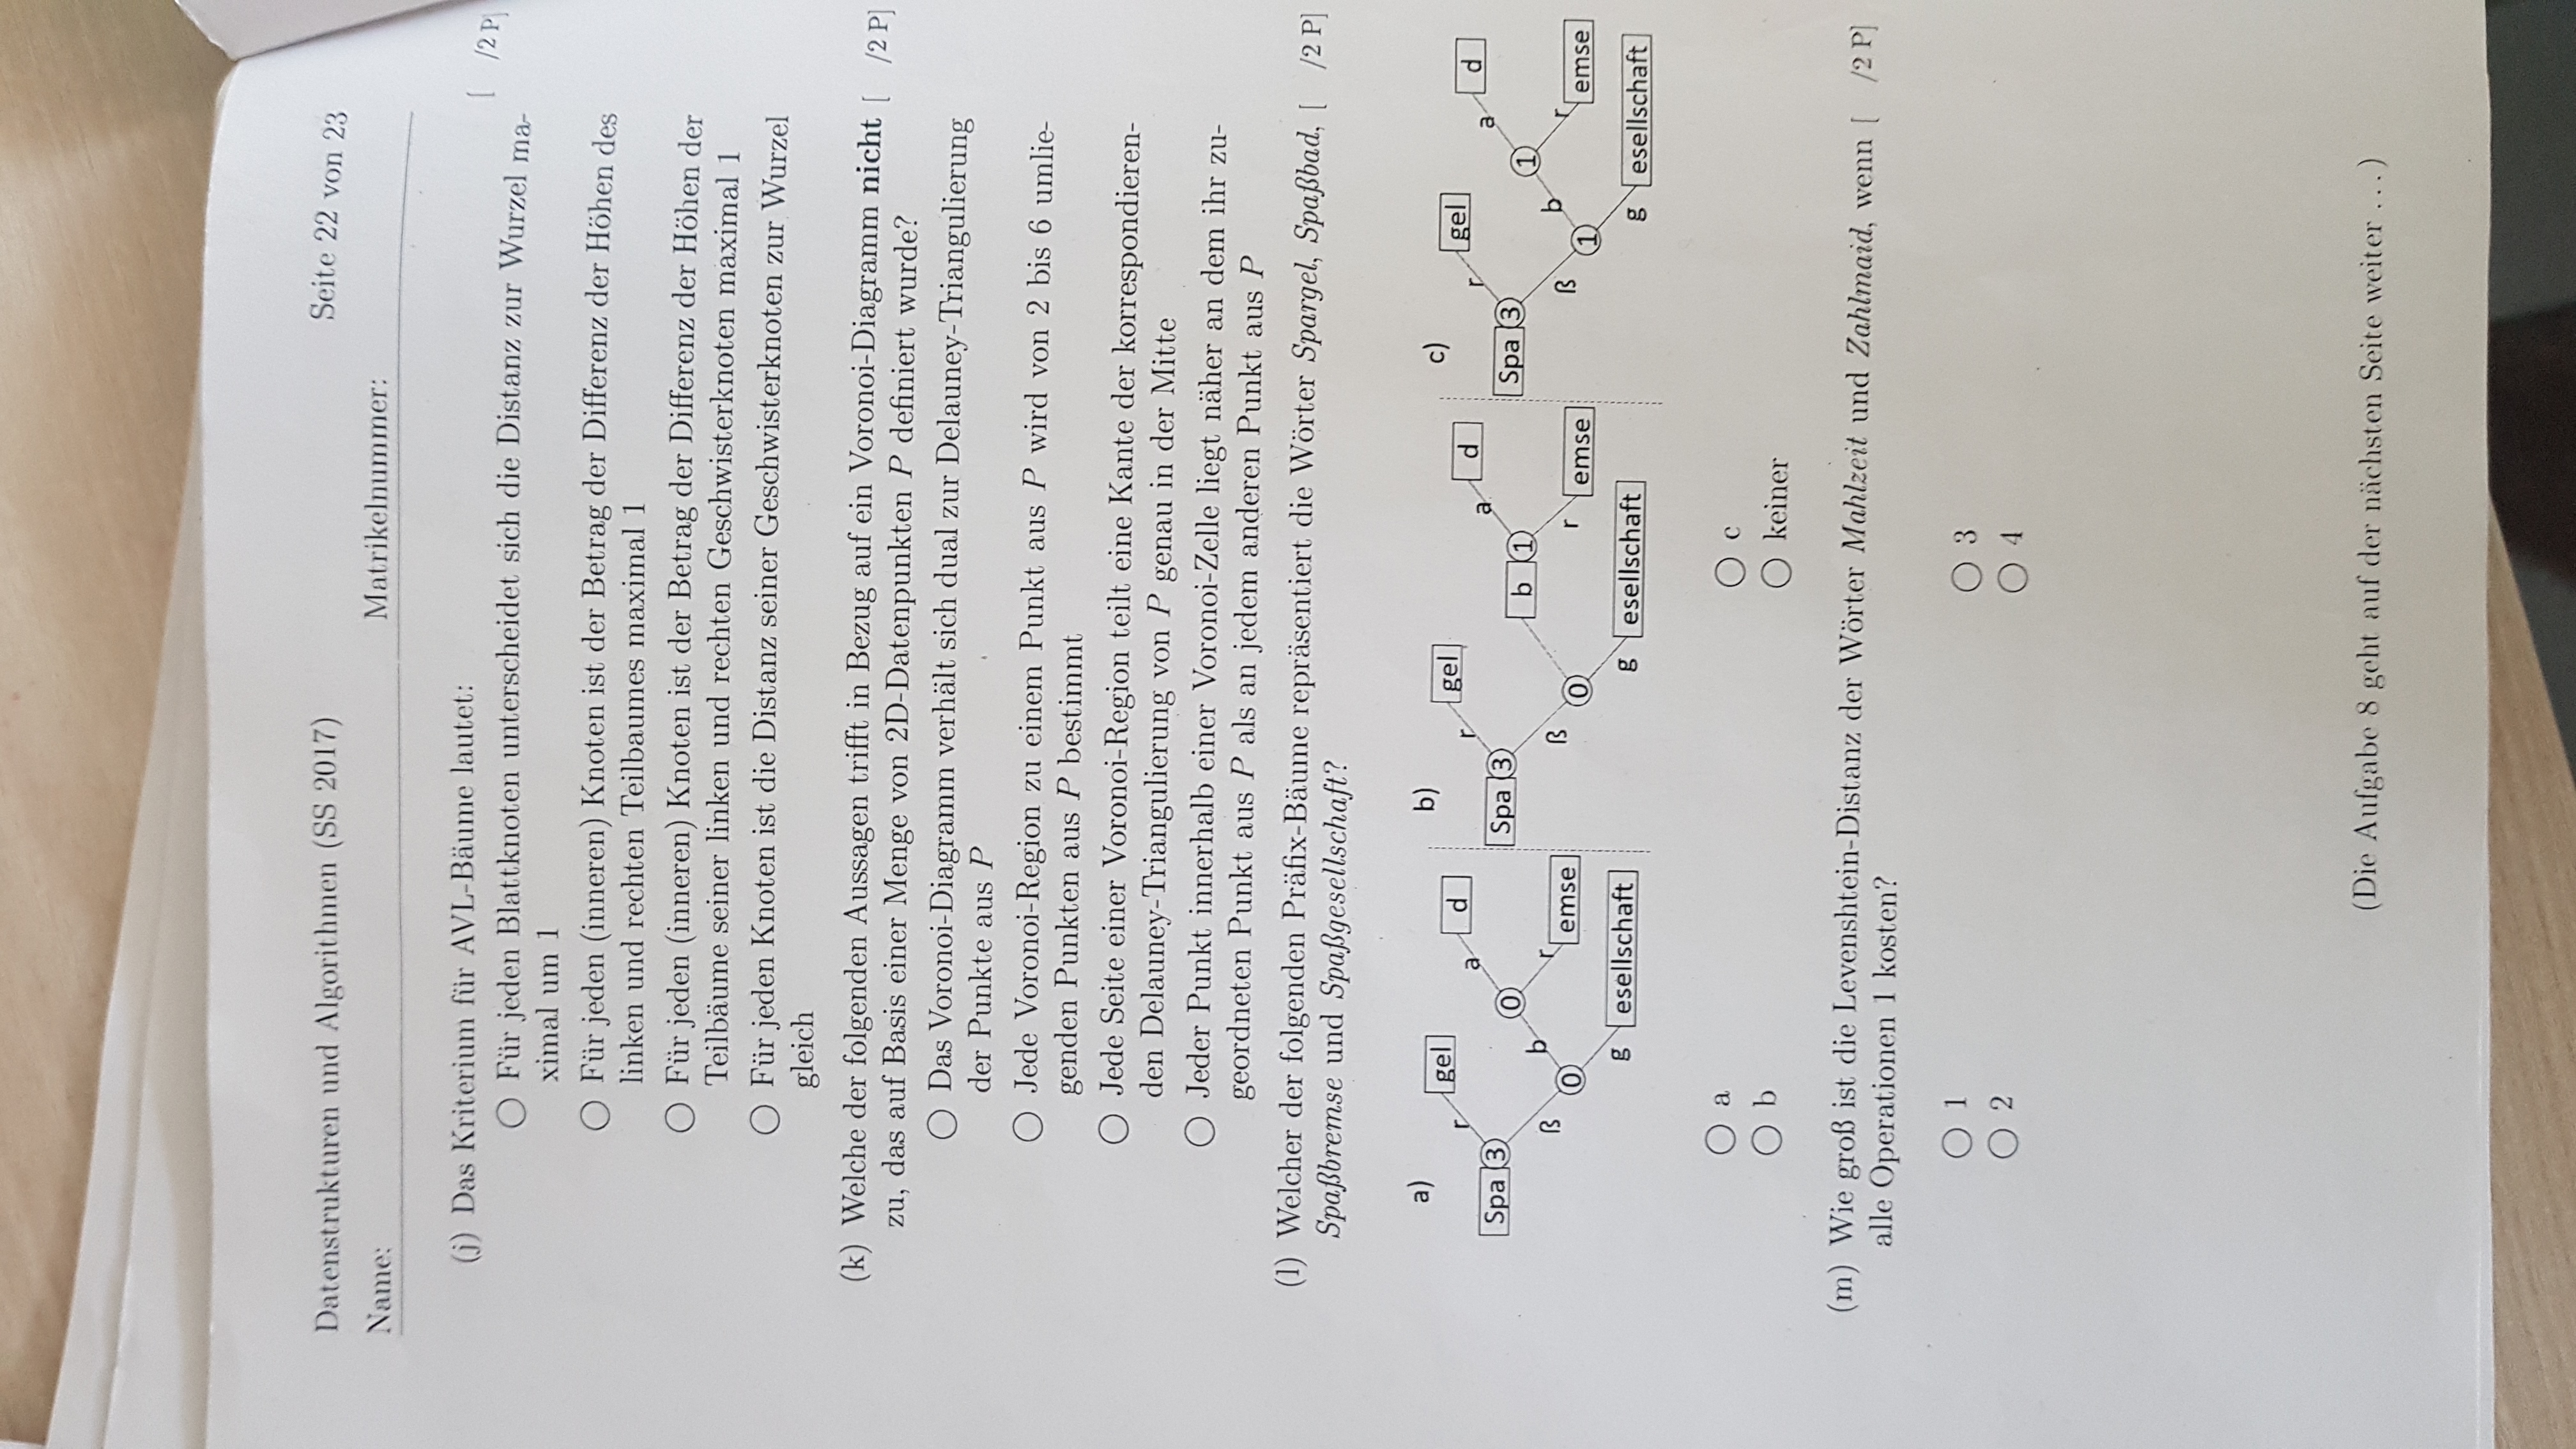 Datenstrukturen und Algorithmen (SS 2017) Seite 22 von 23
Name: Matrikelnummer:
(j) Das Kriterium für AVL-Bäume lautet: [ /2 P]
Für jeden Blattknoten unterscheidet sich die Distanz zur Wurzel ma-
ximal um 1
Für jeden (inneren) Knoten ist der Betrag der Differenz der Höhen des
linken und rechten Teilbaumes maximal 1
Für jeden (inneren) Knoten ist der Betrag der Differenz der Höhen der
Teilbäume seiner linken und rechten Geschwisterknoten maximal 1
Für jeden Knoten ist die Distanz seiner Geschwisterknoten zur Wurzel
gleich
(k) Welche der folgenden Aussagen trifft in Bezug auf ein Voronoi-Diagramm nicht [ /2 P]
zu, das auf Basis einer Menge von 2D-Datenpunkten P definiert wurde?
Das Voronoi-Diagramm verhält sich dual zur Delauney-Triangulierung
der Punkte aus P
Jede Voronoi-Region zu einem Punkt aus P wird von 2 bis 6 umlie-
genden Punkten aus P bestimmt
Jede Seite einer Voronoi-Region teilt eine Kante der korrespondieren-
den Delauney-Triangulierung von P genau in der Mitte
Jeder Punkt innerhalb einer Voronoi-Zelle liegt näher an dem ihr zu-
geordneten Punkt aus P als an jedem anderen Punkt aus P
(l) Welcher der folgenden Präfix-Bäume repräsentiert die Wörter Spargel, Spaßbad, [ /2 P]
Spaßbremse und Spaßgesellschaft?
a)
gel
r
d
a
Spa 3
0
b
r
ß
emse
0
g
esellschaft
b)
gel
r
d
a
Spa 3
b 1
ß
r
emse
0
g
esellschaft
c)
gel
r
d
a
Spa 3
1
b
r
ß
emse
1
g
esellschaft
a
b
c
keiner
(m) Wie groß ist die Levenshtein-Distanz der Wörter Mahlzeit und Zahlmaid, wenn [ /2 P]
alle Operationen 1 kosten?
1
2
3
4
(Die Aufgabe 8 geht auf der nächsten Seite weiter ...)